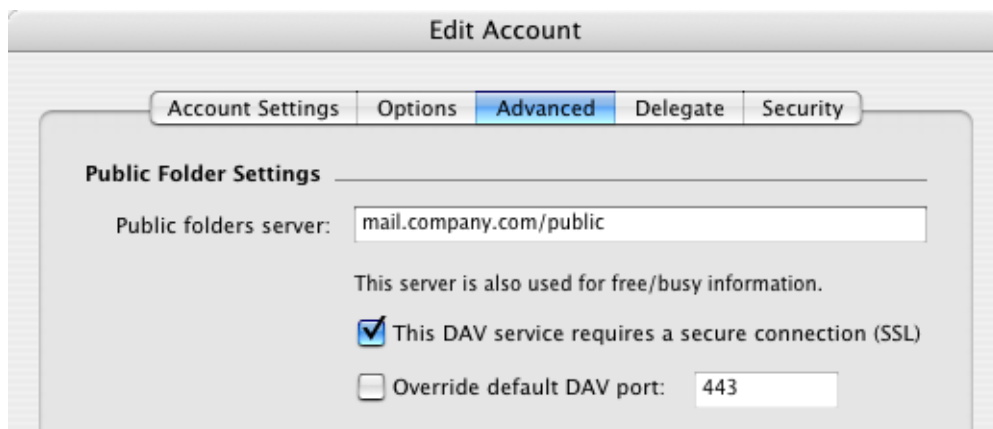 Edit Account
Account Settings Options Advanced Delegate Security
Public Folder Settings
Public folders server: mail.company.com/public
This server is also used for free/busy information.
This DAV service requires a secure connection (SSL)
Override default DAV port: 443